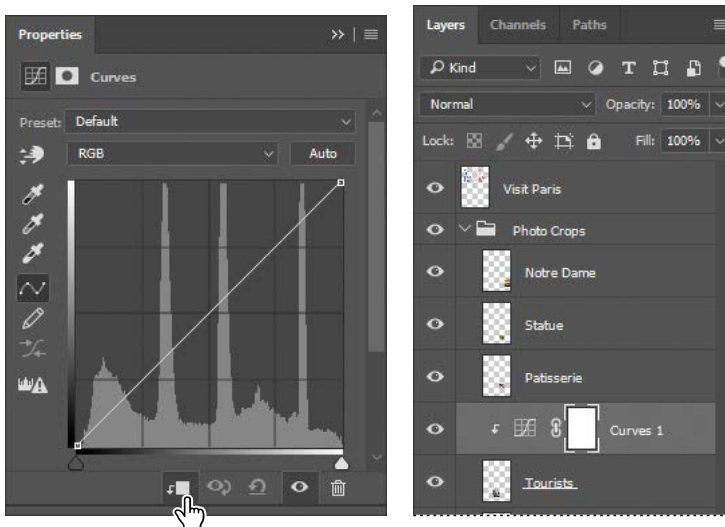 Properties
Curves
Preset: Default
RGB Auto
Layers Channels Paths
Kind T
Normal Opacity: 100%
Lock: Fill: 100%
Visit Paris
Photo Crops
Notre Dame
Statue
Patisserie
Curves 1
Tourists